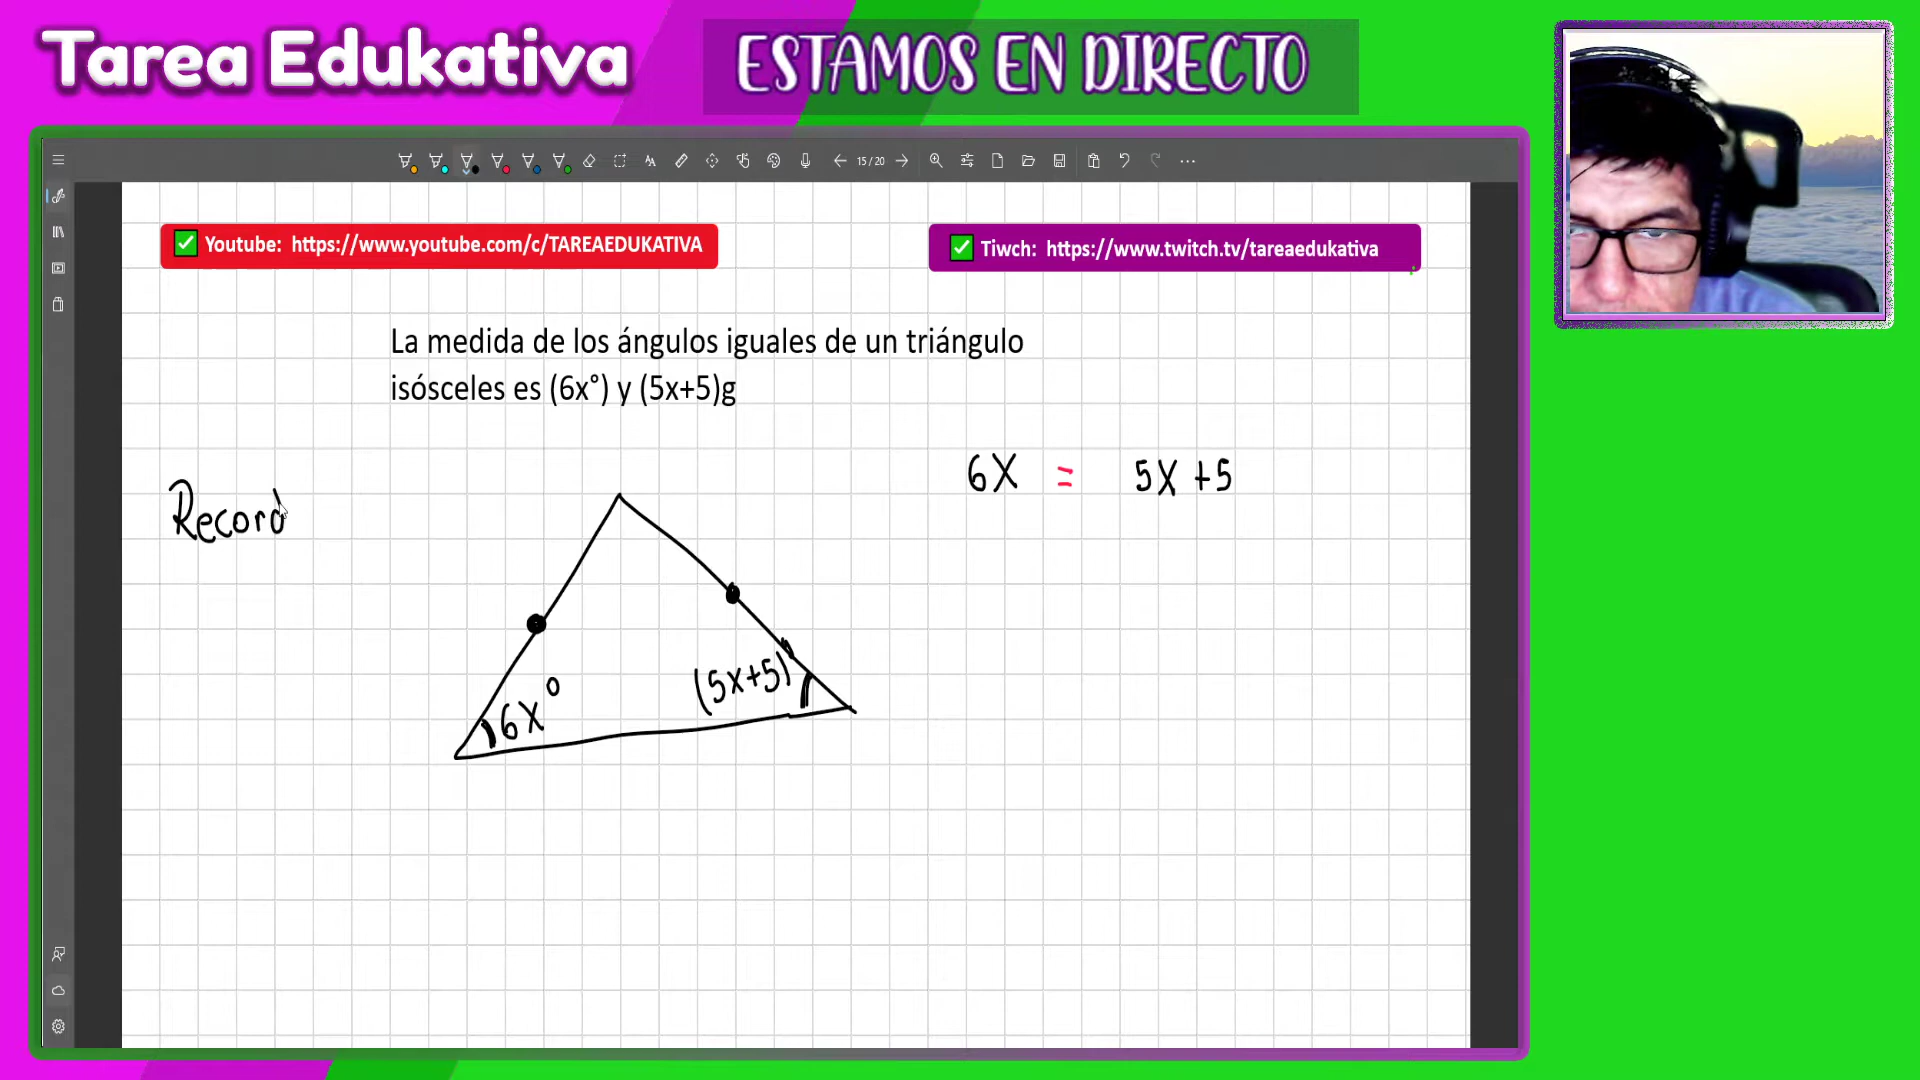 Tarea Edukativa
ESTAMOS EN DIRECTO
15 / 20
✅ Youtube: https://www.youtube.com/c/TAREAEDUKATIVA
✅ Tiwch: https://www.twitch.tv/tareaedukativa
La medida de los ángulos iguales de un triángulo
isósceles es (6x°) y (5x+5)g
6X = 5X +5
Record
6X°
(5X+5)